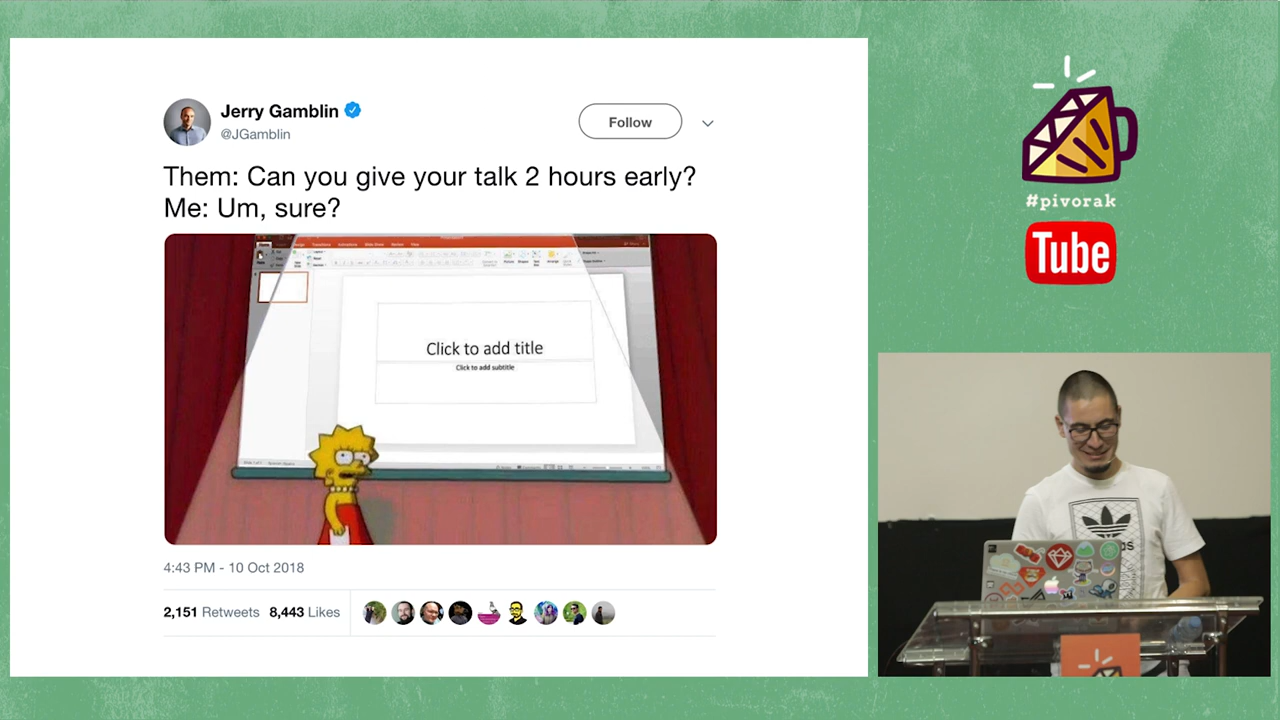 Jerry Gamblin
@JGamblin
Follow
Them: Can you give your talk 2 hours early?
Me: Um, sure?
Click to add title
Click to add subtitle
4:43 PM - 10 Oct 2018
2,151 Retweets 8,443 Likes
#pivorak
Tube